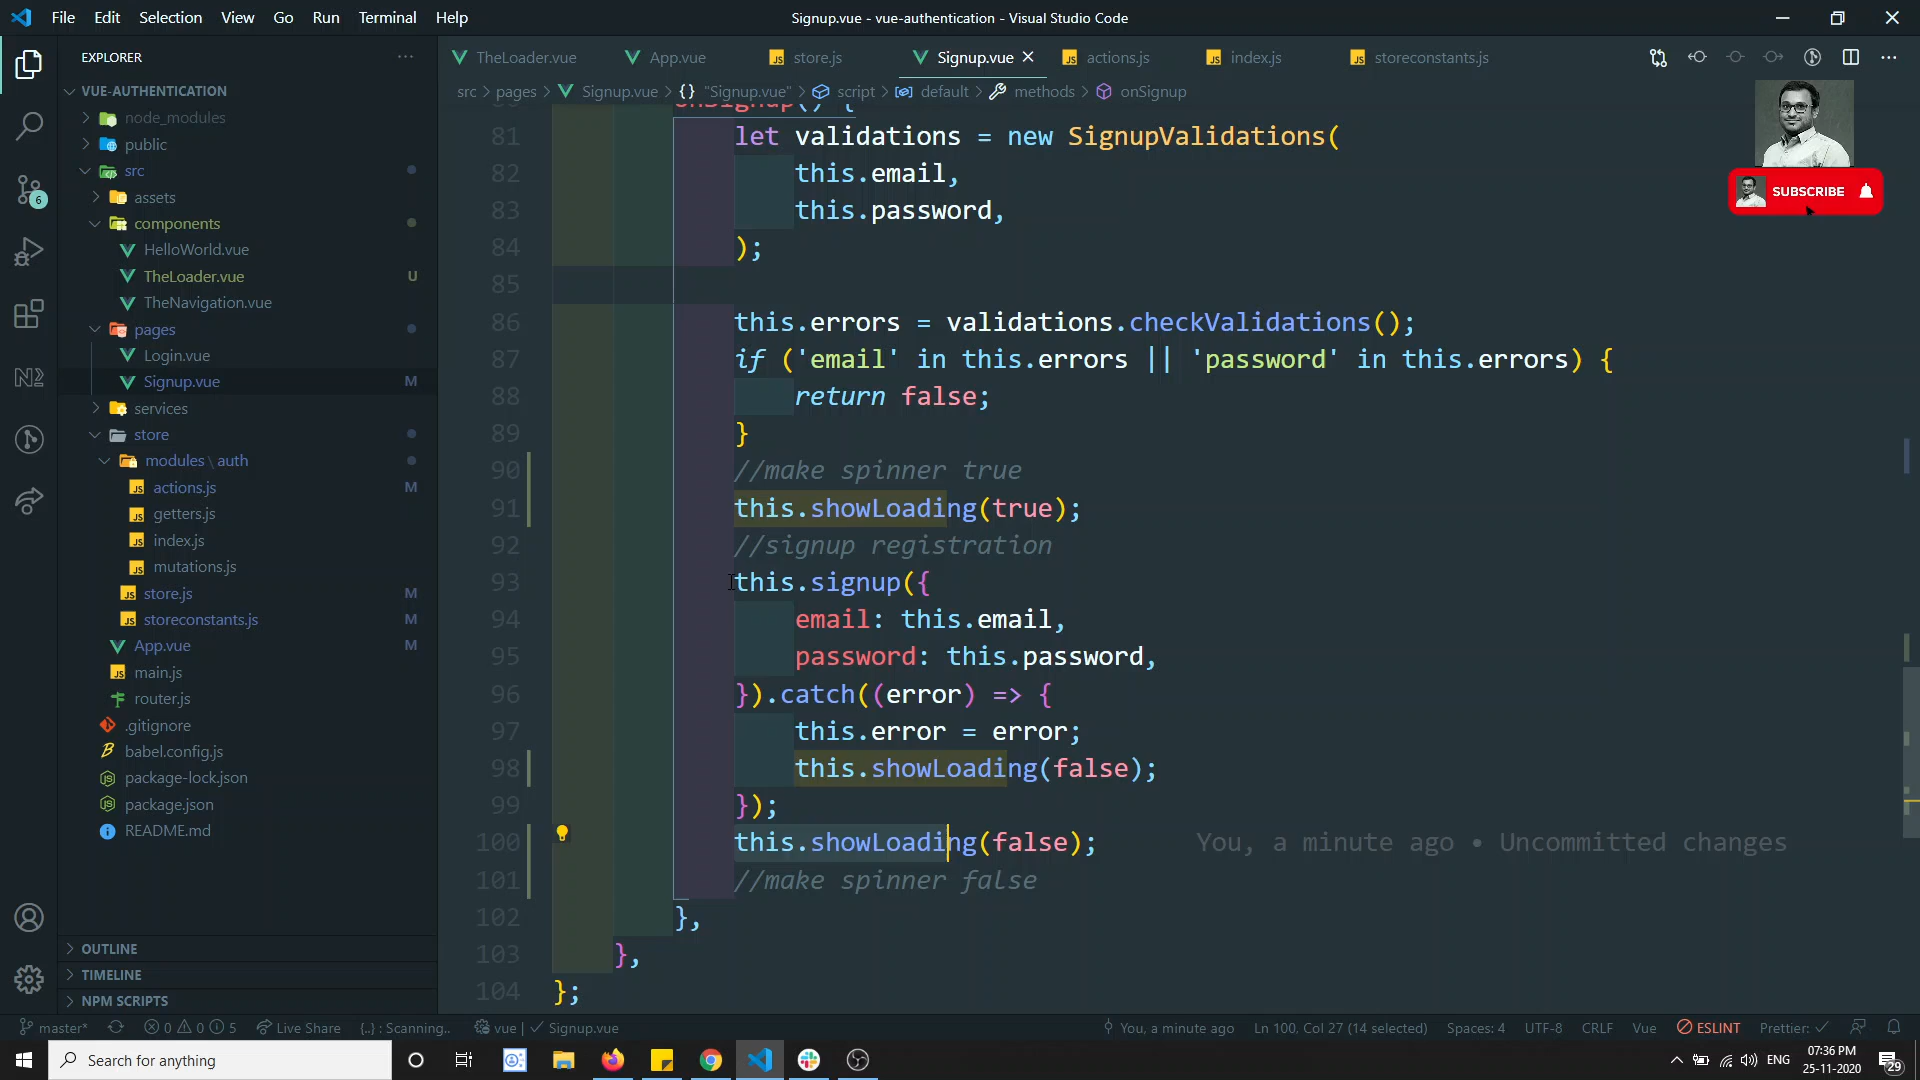 File Edit Selection View Go Run Terminal Help
Signup.vue - vue-authentication - Visual Studio Code
EXPLORER
VUE-AUTHENTICATION
node_modules
public
src
assets
components
HelloWorld.vue
TheLoader.vue U
TheNavigation.vue
pages
Login.vue
Signup.vue M
services
store
modules \ auth
actions.js M
getters.js
index.js
mutations.js
store.js M
storeconstants.js M
App.vue M
main.js
router.js
.gitignore
babel.config.js
package-lock.json
package.json
README.md
OUTLINE
TIMELINE
NPM SCRIPTS
6
TheLoader.vue App.vue store.js Signup.vue actions.js index.js storeconstants.js
src > pages > Signup.vue > {} "Signup.vue" > script > default > methods > onSignup
SUBSCRIBE
onSignup() {
81 let validations = new SignupValidations(
82 this.email,
83 this.password,
84 );
85
86 this.errors = validations.checkValidations();
87 if ('email' in this.errors || 'password' in this.errors) {
88 return false;
89 }
90 //make spinner true
91 this.showLoading(true);
92 //signup registration
93 this.signup({
94 email: this.email,
95 password: this.password,
96 }).catch((error) => {
97 this.error = error;
98 this.showLoading(false);
99 });
100 this.showLoading(false); You, a minute ago • Uncommitted changes
101 //make spinner false
102 },
103 },
104 };
master* 0 0 5 Live Share {..} : Scanning.. vue | ✓ Signup.vue You, a minute ago Ln 100, Col 27 (14 selected) Spaces: 4 UTF-8 CRLF Vue ESLINT Prettier: ✓
Search for anything
ENG
07:36 PM
25-11-2020
29